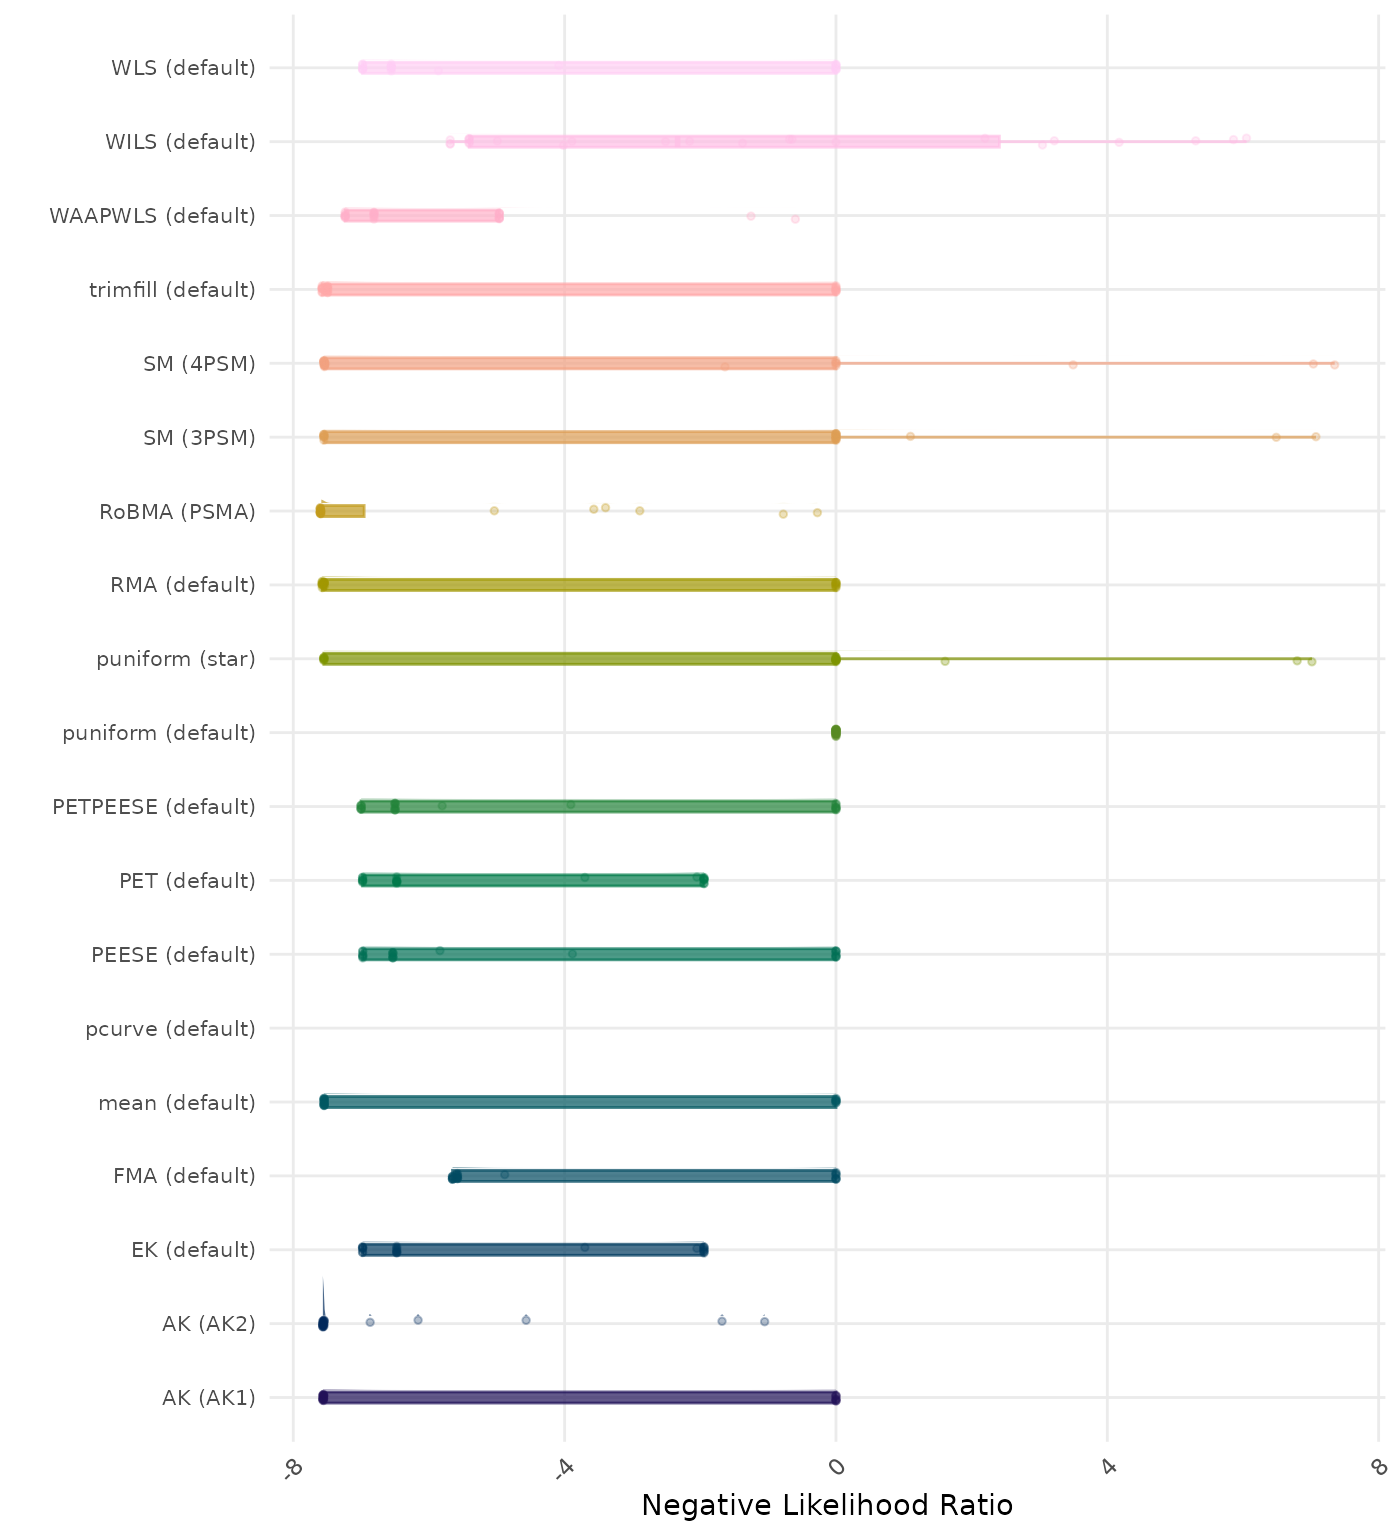 WLS (default)
WILS (default)
WAAPWLS (default)
trimfill (default)
SM (4PSM)
SM (3PSM)
RoBMA (PSMA)
RMA (default)
puniform (star)
puniform (default)
PETPEESE (default)
PET (default)
PEESE (default)
pcurve (default)
mean (default)
FMA (default)
EK (default)
AK (AK2)
AK (AK1)
-8 -4 0 4 8
Negative Likelihood Ratio